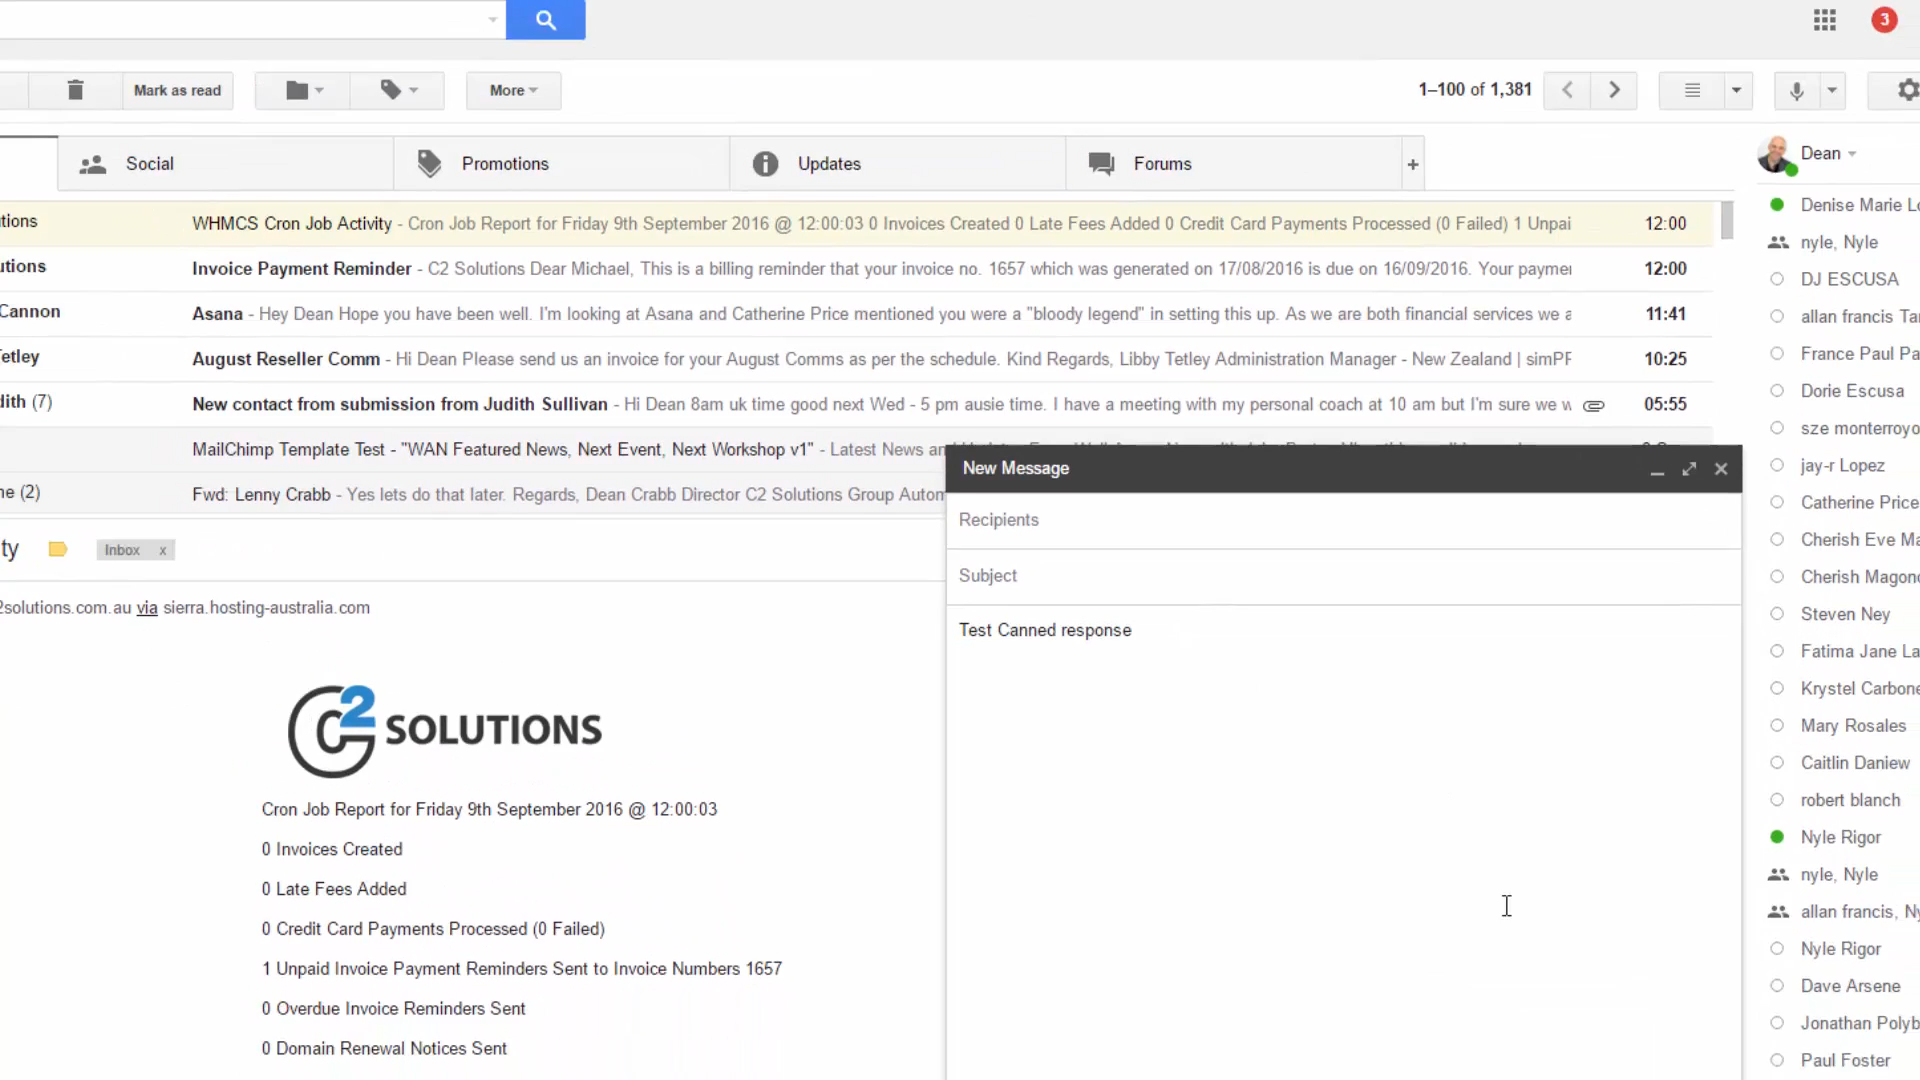 3
Mark as read
More
1–100 of 1,381
Social
Promotions
Updates
Forums
+
Dean
utions
WHMCS Cron Job Activity - Cron Job Report for Friday 9th September 2016 @ 12:00:03 0 Invoices Created 0 Late Fees Added 0 Credit Card Payments Processed (0 Failed) 1 Unpai
12:00
utions
Invoice Payment Reminder - C2 Solutions Dear Michael, This is a billing reminder that your invoice no. 1657 which was generated on 17/08/2016 is due on 16/09/2016. Your paymer
12:00
Cannon
Asana - Hey Dean Hope you have been well. I'm looking at Asana and Catherine Price mentioned you were a "bloody legend" in setting this up. As we are both financial services we a
11:41
Tetley
August Reseller Comm - Hi Dean Please send us an invoice for your August Comms as per the schedule. Kind Regards, Libby Tetley Administration Manager - New Zealand | simPF
10:25
dith (7)
New contact from submission from Judith Sullivan - Hi Dean 8am uk time good next Wed - 5 pm ausie time. I have a meeting with my personal coach at 10 am but I'm sure we w
05:55
MailChimp Template Test - "WAN Featured News, Next Event, Next Workshop v1" - Latest News an
ne (2)
Fwd: Lenny Crabb - Yes lets do that later. Regards, Dean Crabb Director C2 Solutions Group Autom
ty
Inbox x
2solutions.com.au via sierra.hosting-australia.com
C2 SOLUTIONS
Cron Job Report for Friday 9th September 2016 @ 12:00:03
0 Invoices Created
0 Late Fees Added
0 Credit Card Payments Processed (0 Failed)
1 Unpaid Invoice Payment Reminders Sent to Invoice Numbers 1657
0 Overdue Invoice Reminders Sent
0 Domain Renewal Notices Sent
New Message
Recipients
Subject
Test Canned response
Denise Marie Lo
nyle, Nyle
DJ ESCUSA
allan francis Tar
France Paul Pa
Dorie Escusa
sze monterroyo
jay-r Lopez
Catherine Price
Cherish Eve Ma
Cherish Magono
Steven Ney
Fatima Jane La
Krystel Carbone
Mary Rosales
Caitlin Daniew
robert blanch
Nyle Rigor
nyle, Nyle
allan francis, Ny
Nyle Rigor
Dave Arsene
Jonathan Polyb
Paul Foster